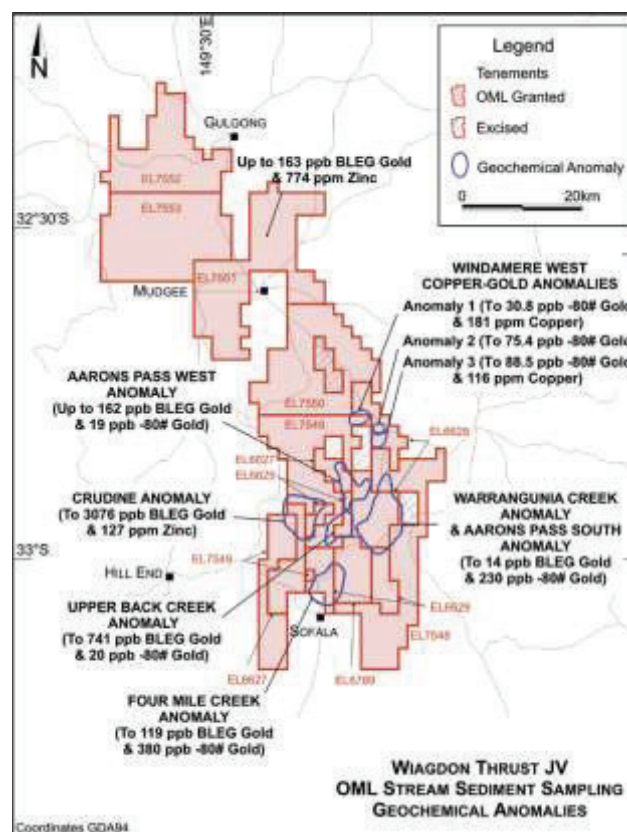 N
149°30'E
Legend
Tenements
OML Granted
Excised
Geochemical Anomaly
0 20km
GULGONG
Up to 163 ppb BLEG Gold
& 774 ppm Zinc
EL7552
EL7553
32°30'S
MUDGEE
WINDAMERE WEST
COPPER-GOLD ANOMALIES
Anomaly 1 (To 30.8 ppb -80# Gold
& 181 ppm Copper)
Anomaly 2 (To 75.4 ppb -80# Gold)
Anomaly 3 (To 88.5 ppb -80# Gold
& 116 ppm Copper)
AARONS PASS WEST
ANOMALY
(Up to 162 ppb BLEG Gold
& 19 ppb -80# Gold)
EL7550
EL7549
EL6627
CRUDINE ANOMALY
(To 3076 ppb BLEG Gold
& 127 ppm Zinc)
WARRANGUNIA CREEK
ANOMALY
& AARONS PASS SOUTH
ANOMALY
(To 14 ppb BLEG Gold
& 230 ppb -80# Gold)
33°S
EL7549
HILL END
UPPER BACK CREEK
ANOMALY
(To 741 ppb BLEG Gold
& 20 ppb -80# Gold)
SOFALA
EL6627
FOUR MILE CREEK
ANOMALY
(To 119 ppb BLEG Gold
& 380 ppb -80# Gold)
WIAGDON THRUST JV
OML STREAM SEDIMENT SAMPLING
GEOCHEMICAL ANOMALIES
Coordinates GDA94